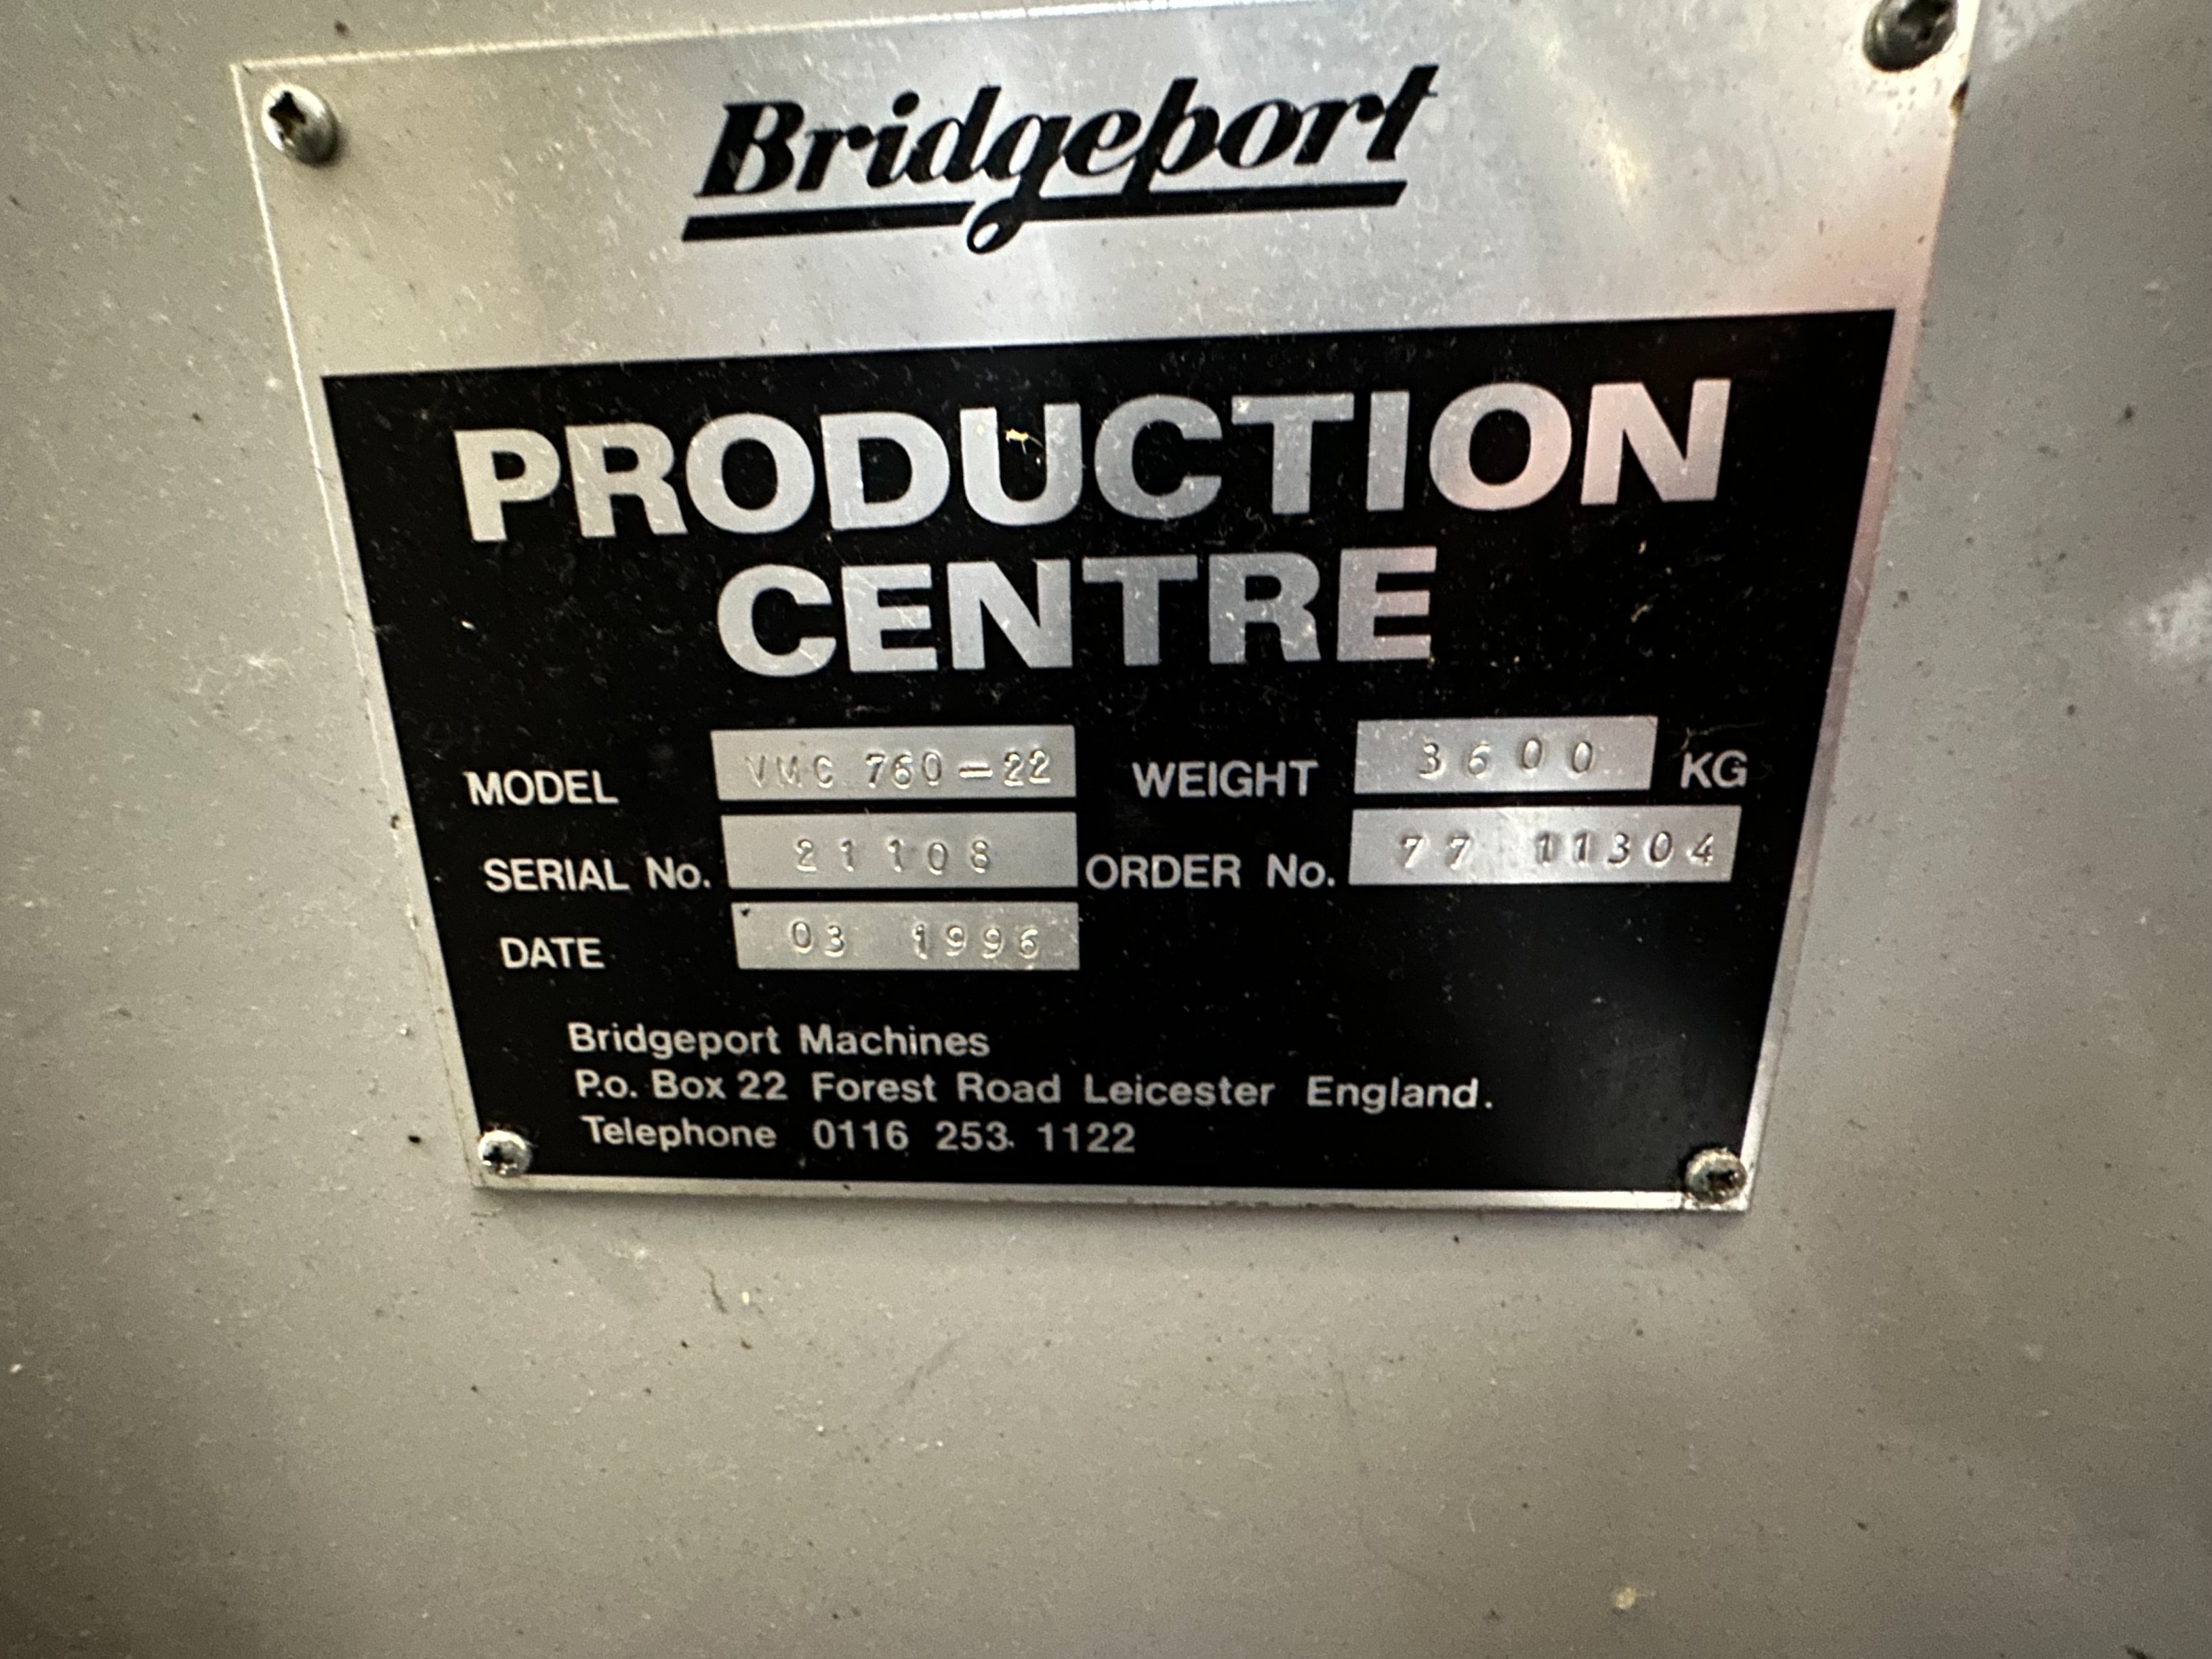 Bridgeport
PRODUCTION
CENTRE
MODEL VMC 760-22 WEIGHT 3600 KG
SERIAL No. 21108 ORDER No. 77 11304
DATE 03 1996
Bridgeport Machines
P.o. Box 22 Forest Road Leicester England.
Telephone 0116 253 1122